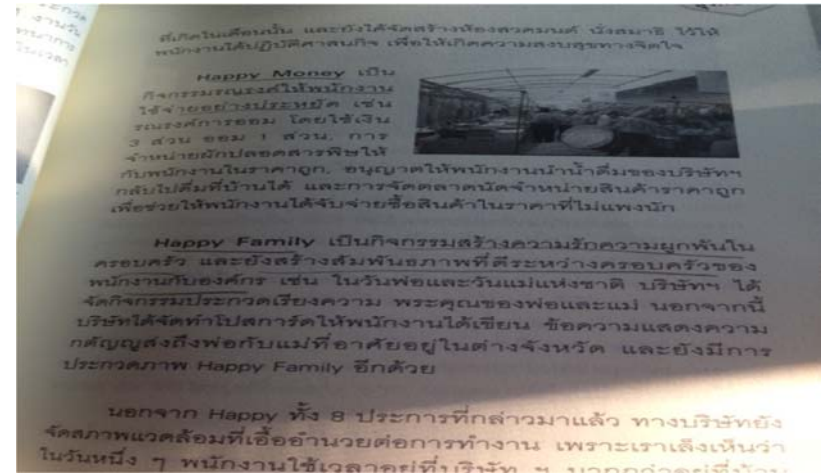 ที่เกิดในเดือนนั้น และยังได้จัดสร้างห้องสวดมนต์ นั่งสมาธิ ไว้ให้
พนักงานได้ปฏิบัติศาสนกิจ เพื่อให้เกิดความสงบสุขทางจิตใจ
Happy Money เป็น
กิจกรรมรณรงค์ให้พนักงาน
ใช้จ่ายอย่างประหยัด เช่น
รณรงค์การออม โดยใช้เงิน
3 ส่วน ออม 1 ส่วน, การ
จำหน่ายผักปลอดสารพิษให้
กับพนักงานในราคาถูก, อนุญาตให้พนักงานนำน้ำดื่มของบริษัทฯ
กลับไปดื่มที่บ้านได้ และการจัดตลาดนัดจำหน่ายสินค้าราคาถูก
เพื่อช่วยให้พนักงานได้จับจ่ายซื้อสินค้าในราคาที่ไม่แพงนัก
Happy Family เป็นกิจกรรมสร้างความรักความผูกพันใน
ครอบครัว และยังสร้างสัมพันธภาพที่ดีระหว่างครอบครัวของ
พนักงานกับองค์กร เช่น ในวันพ่อและวันแม่แห่งชาติ บริษัทฯ ได้
จัดกิจกรรมประกวดเรียงความ พระคุณของพ่อและแม่ นอกจากนี้
บริษัทได้จัดทำโปสการ์ดให้พนักงานได้เขียน ข้อความแสดงความ
กตัญญูส่งถึงพ่อกับแม่ที่อาศัยอยู่ในต่างจังหวัด และยังมีการ
ประกวดภาพ Happy Family อีกด้วย
นอกจาก Happy ทั้ง 8 ประการที่กล่าวมาแล้ว ทางบริษัทยัง
จัดสภาพแวดล้อมที่เอื้ออำนวยต่อการทำงาน เพราะเราเล็งเห็นว่า
ในวันหนึ่ง ๆ พนักงานใช้เวลาอยู่ที่บริษัท ฯ